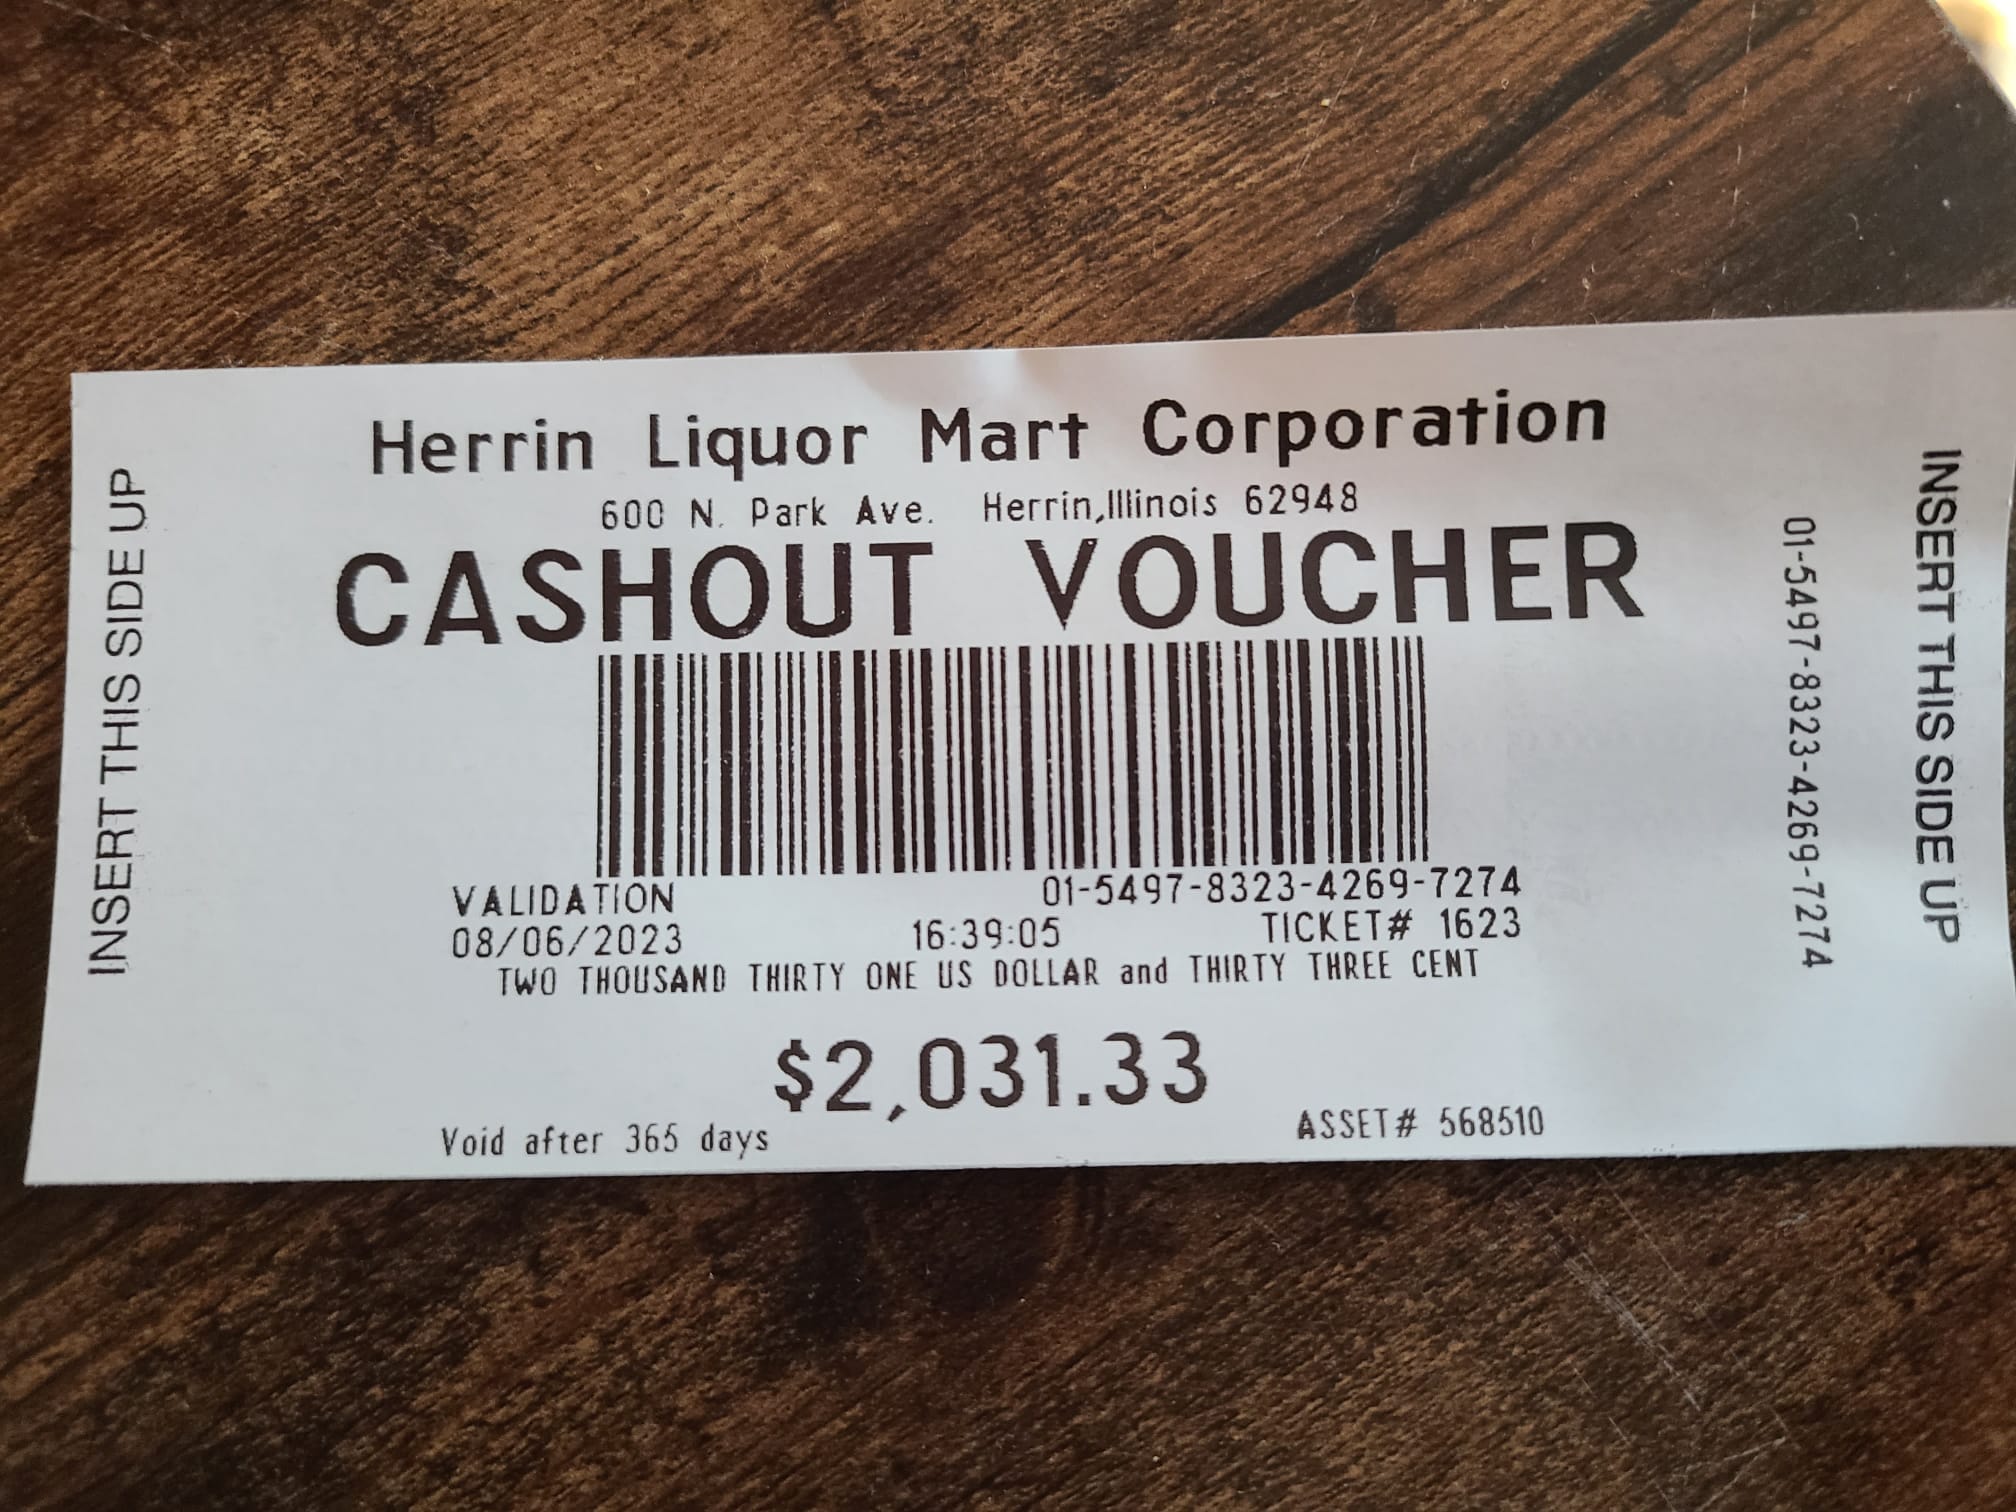 Herrin Liquor Mart Corporation
600 N. Park Ave. Herrin,Illinois 62948
CASHOUT VOUCHER
INSERT THIS SIDE UP
VALIDATION 01-5497-8323-4269-7274
08/06/2023 16:39:05 TICKET# 1623
TWO THOUSAND THIRTY ONE US DOLLAR and THIRTY THREE CENT
$2,031.33
Void after 365 days ASSET# 568510
01-5497-8323-4269-7274
INSERT THIS SIDE UP